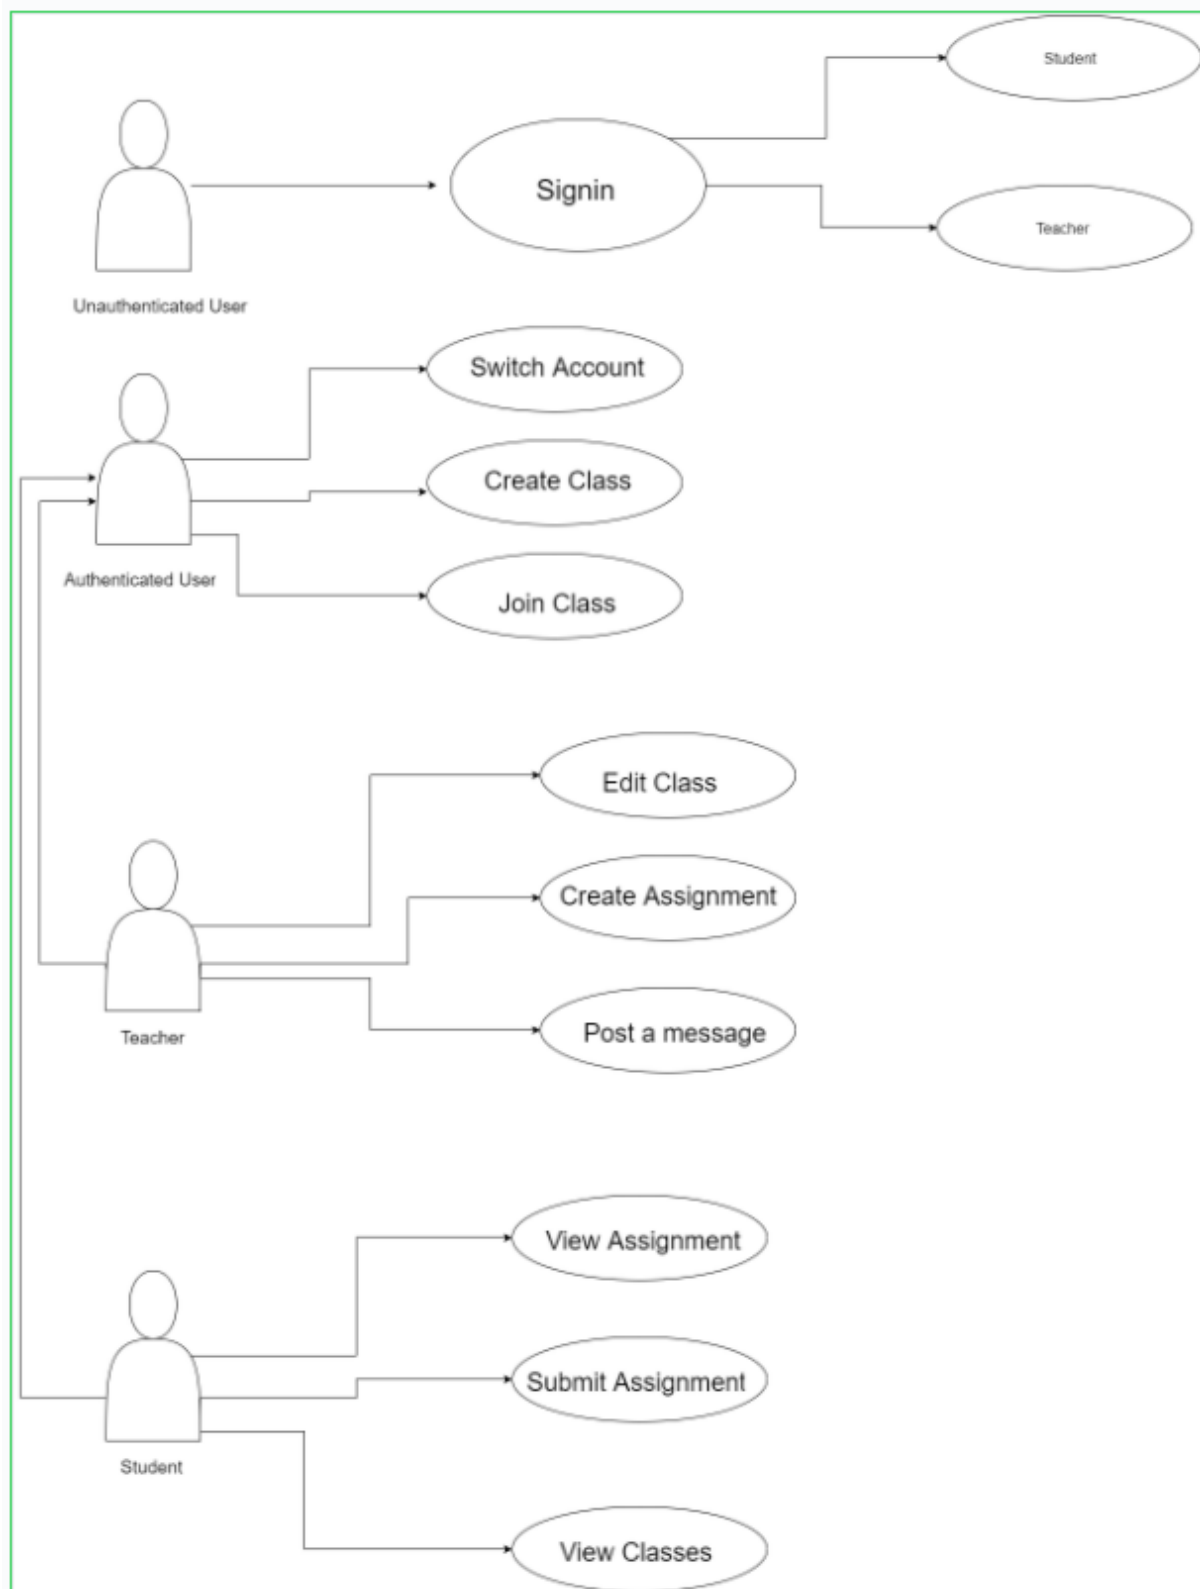 Student
Signin
Teacher
Unauthenticated User
Switch Account
Create Class
Authenticated User
Join Class
Edit Class
Create Assignment
Teacher
Post a message
View Assignment
Submit Assignment
Student
View Classes